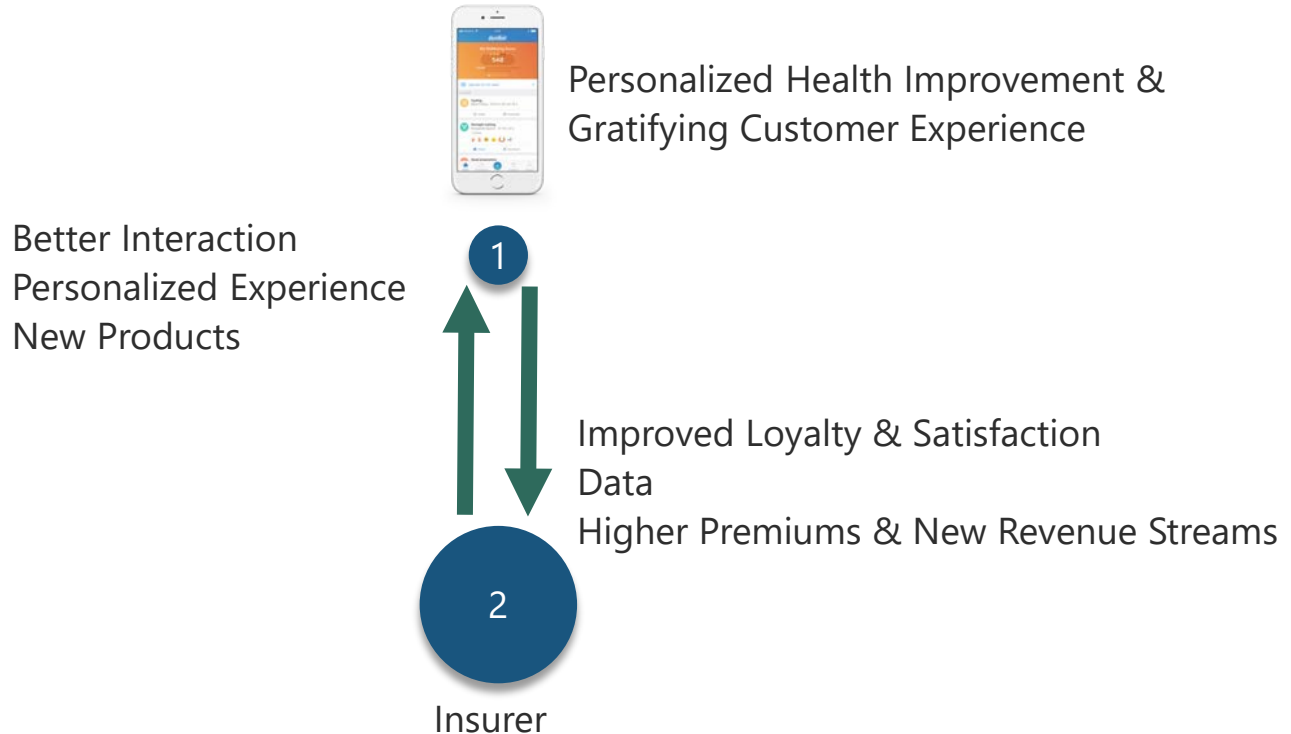 548
Personalized Health Improvement &
Gratifying Customer Experience
Better Interaction
Personalized Experience
New Products
1
Improved Loyalty & Satisfaction
Data
Higher Premiums & New Revenue Streams
2
Insurer